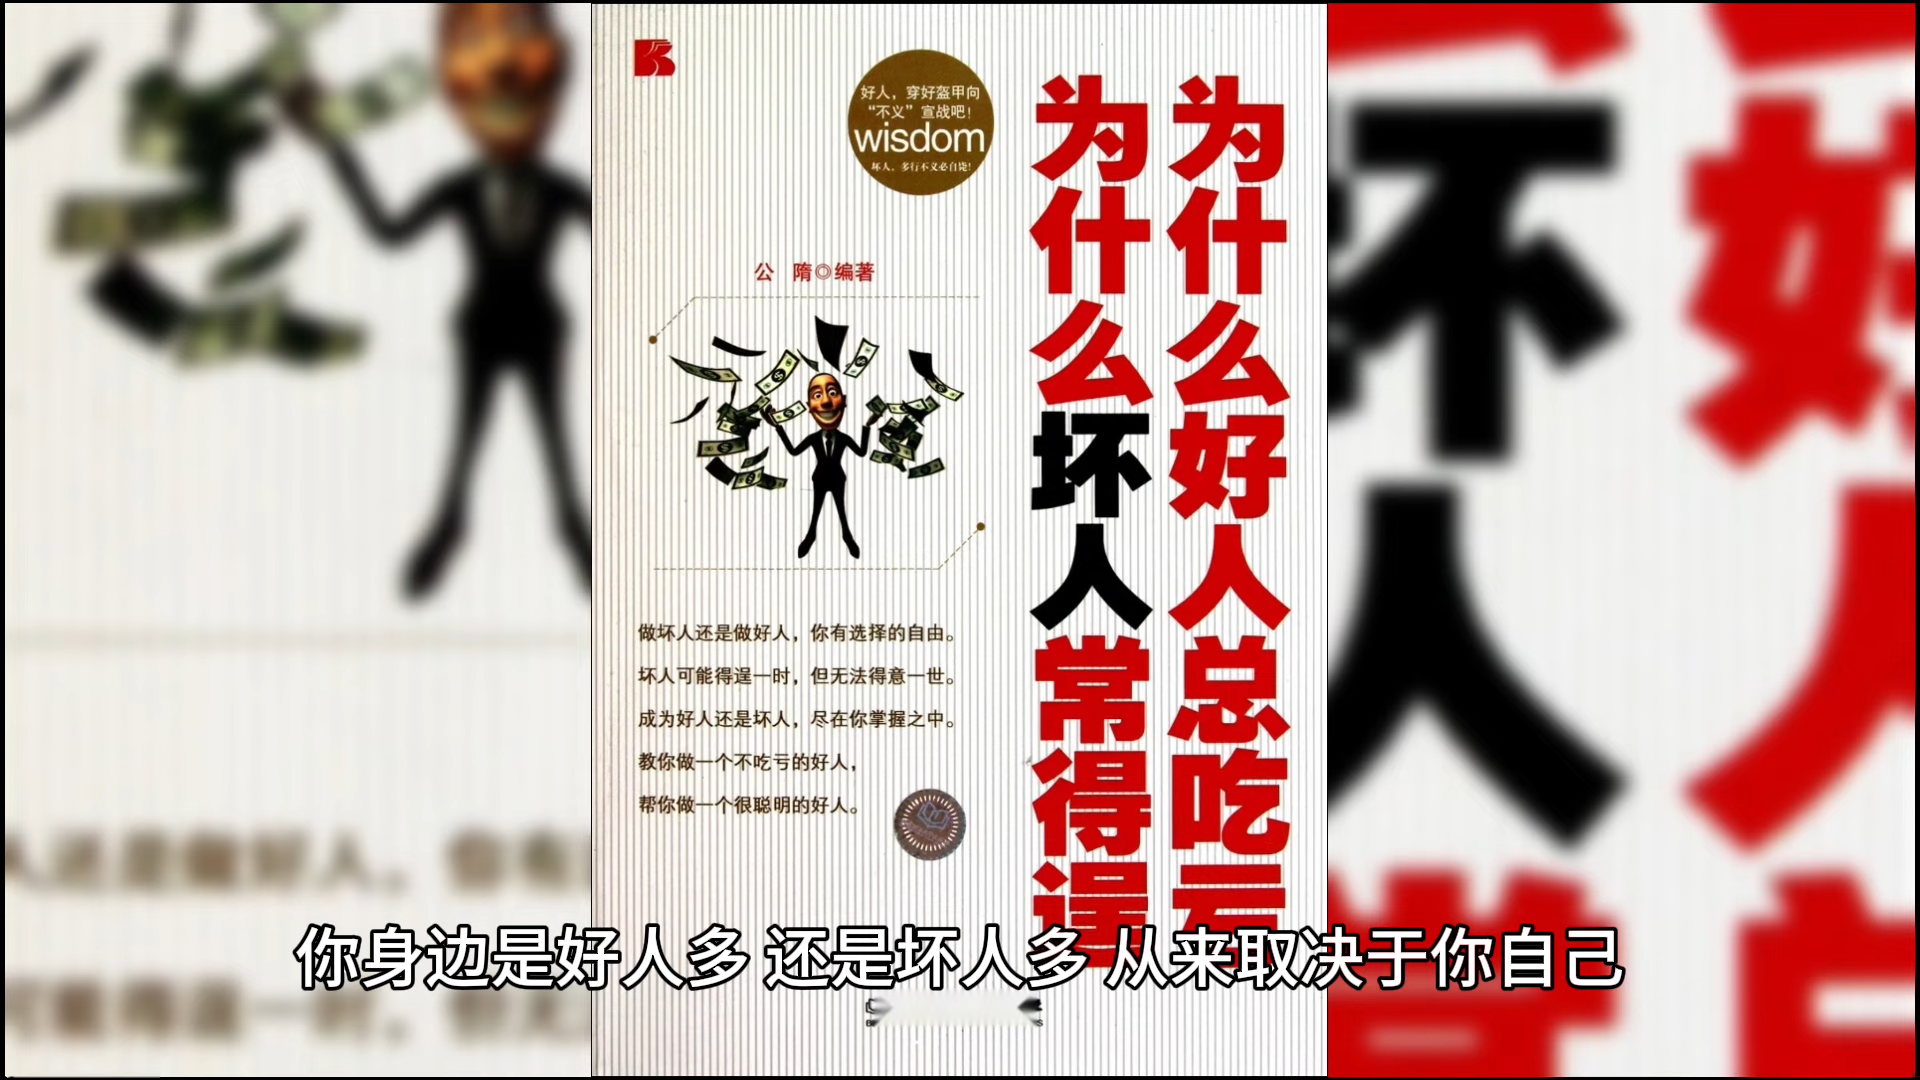 好人，穿好盔甲向
“不义”宣战吧！
wisdom
坏人，多行不义必自毙！
为什么好人总吃亏
为什么坏人常得逞
公 隋◎编著
做坏人还是做好人，你有选择的自由。
坏人可能得逞一时，但无法得意一世。
成为好人还是坏人，尽在你掌握之中。
教你做一个不吃亏的好人，
帮你做一个很聪明的好人。
你身边是好人多 还是坏人多 从来取决于你自己